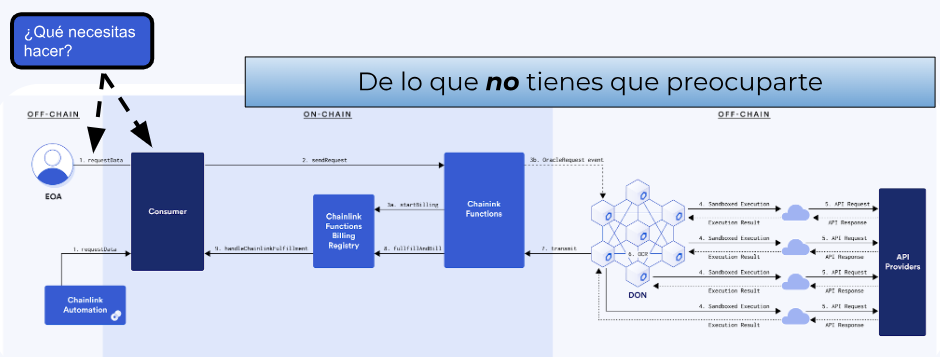 ¿Qué necesitas
hacer?
De lo que no tienes que preocuparte
OFF-CHAIN
ON-CHAIN
OFF-CHAIN
1. requestData
2. sendRequest
3b. OracleRequest event
EOA
Consumer
Chainlink
Functions
Billing
Registry
3a. startBilling
Chainink
Functions
4. Sandboxed Execution
5. API Request
Execution Result
API Response
4. Sandboxed Execution
5. API Request
Execution Result
API Response
1. requestData
9. handleChainlinkFulfillment
8. fullfillAndBill
7. transmit
6. OCR
DON
API
Providers
4. Sandboxed Execution
5. API Request
Execution Result
API Response
Chainlink
Automation
4. Sandboxed Execution
5. API Request
Execution Result
API Response